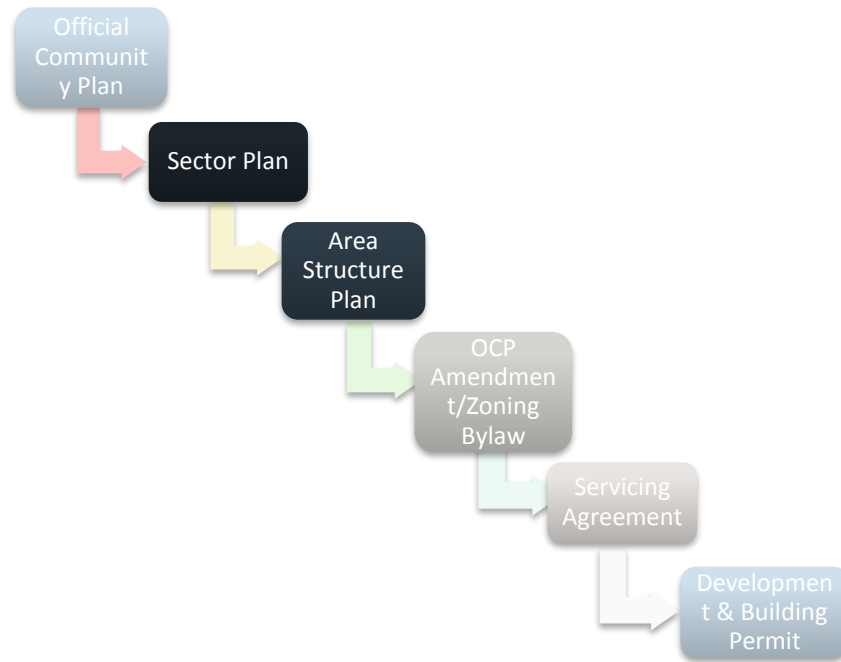 Official
Communit
y Plan
Sector Plan
Area
Structure
Plan
OCP
Amendmen
t/Zoning
Bylaw
Servicing
Agreement
Developmen
t & Building
Permit